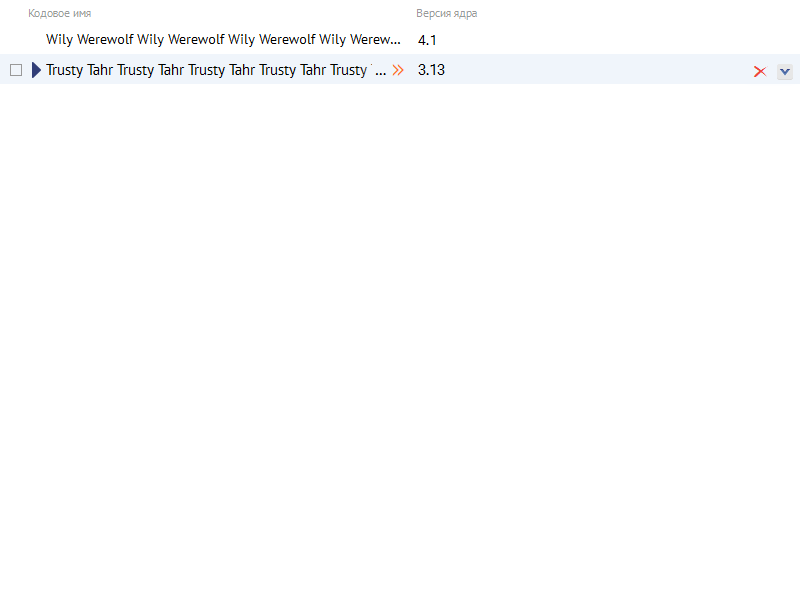 Кодовое имя Версия ядра
Wily Werewolf Wily Werewolf Wily Werewolf Wily Werew... 4.1
Trusty Tahr Trusty Tahr Trusty Tahr Trusty Tahr Trusty ... 3.13